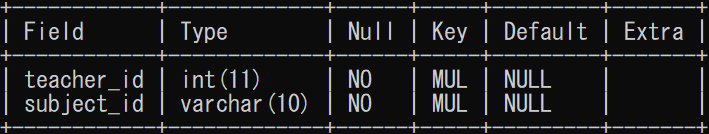 +------------+-------------+------+-----+---------+-------+
| Field      | Type        | Null | Key | Default | Extra |
+------------+-------------+------+-----+---------+-------+
| teacher_id | int(11)     | NO   | MUL | NULL    |       |
| subject_id | varchar(10) | NO   | MUL | NULL    |       |
+------------+-------------+------+-----+---------+-------+